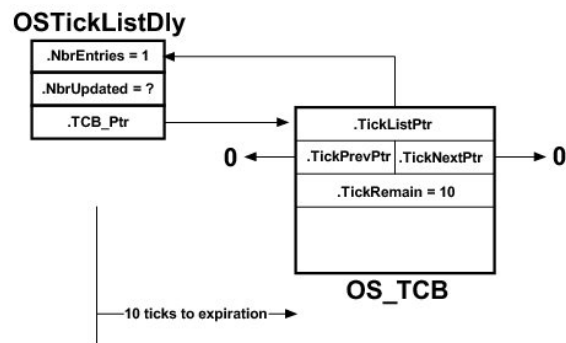 OSTickListDly
.NbrEntries = 1
.NbrUpdated = ?
.TCB_Ptr
.TickListPtr
0
.TickPrevPtr
.TickNextPtr
0
.TickRemain = 10
OS_TCB
10 ticks to expiration